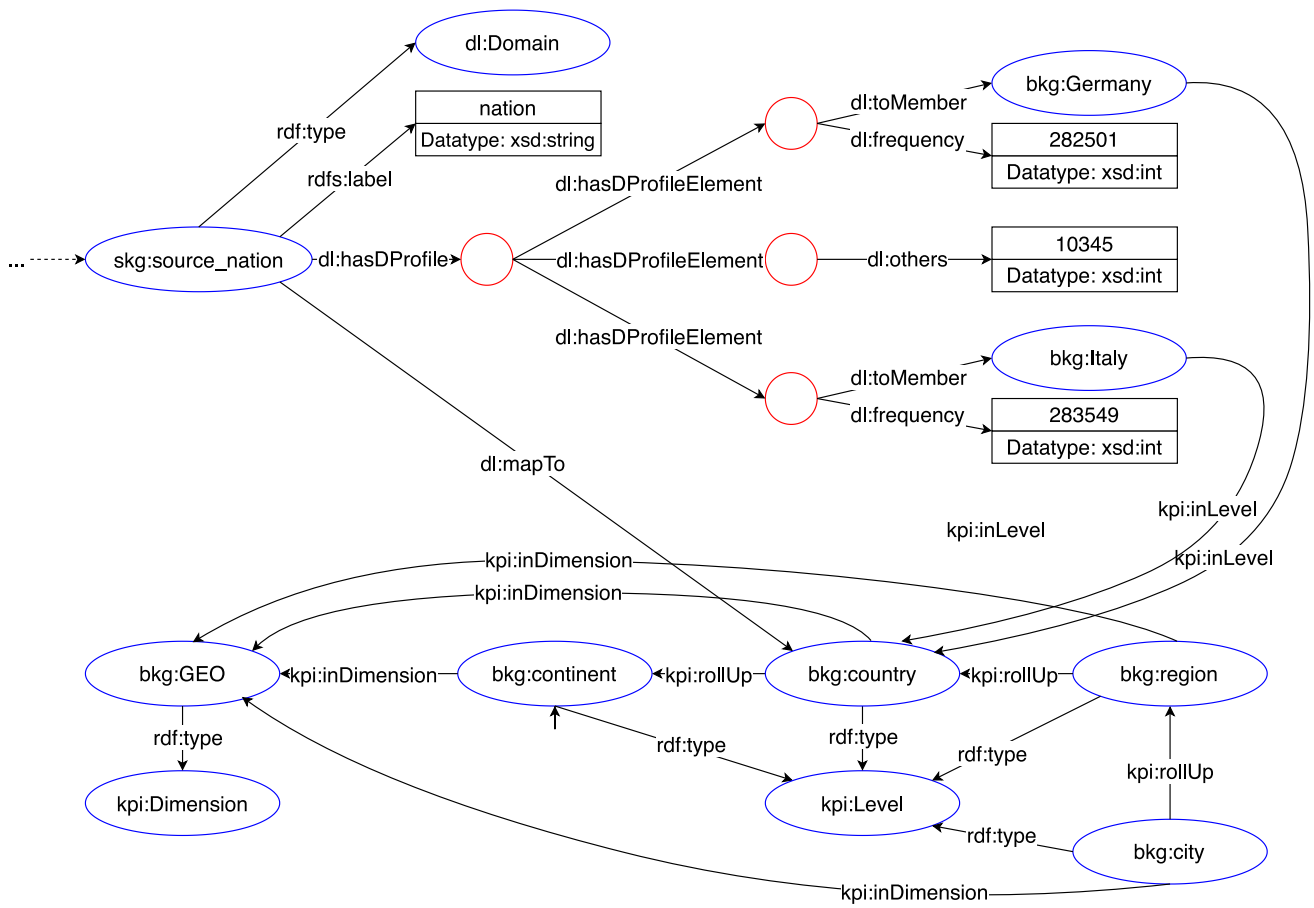 dl:Domain
nation
Datatype: xsd:string
rdf:type
rdfs:label
bkg:Germany
dl:toMember
dl:frequency
282501
Datatype: xsd:int
dl:hasDProfileElement
...
skg:source_nation
dl:hasDProfile
dl:hasDProfileElement
dl:others
10345
Datatype: xsd:int
dl:hasDProfileElement
bkg:Italy
dl:toMember
dl:frequency
283549
Datatype: xsd:int
dl:mapTo
kpi:inLevel
kpi:inLevel
kpi:inLevel
kpi:inDimension
kpi:inDimension
bkg:GEO
kpi:inDimension
bkg:continent
kpi:rollUp
bkg:country
kpi:rollUp
bkg:region
rdf:type
rdf:type
rdf:type
rdf:type
kpi:rollUp
kpi:Dimension
kpi:Level
rdf:type
bkg:city
kpi:inDimension